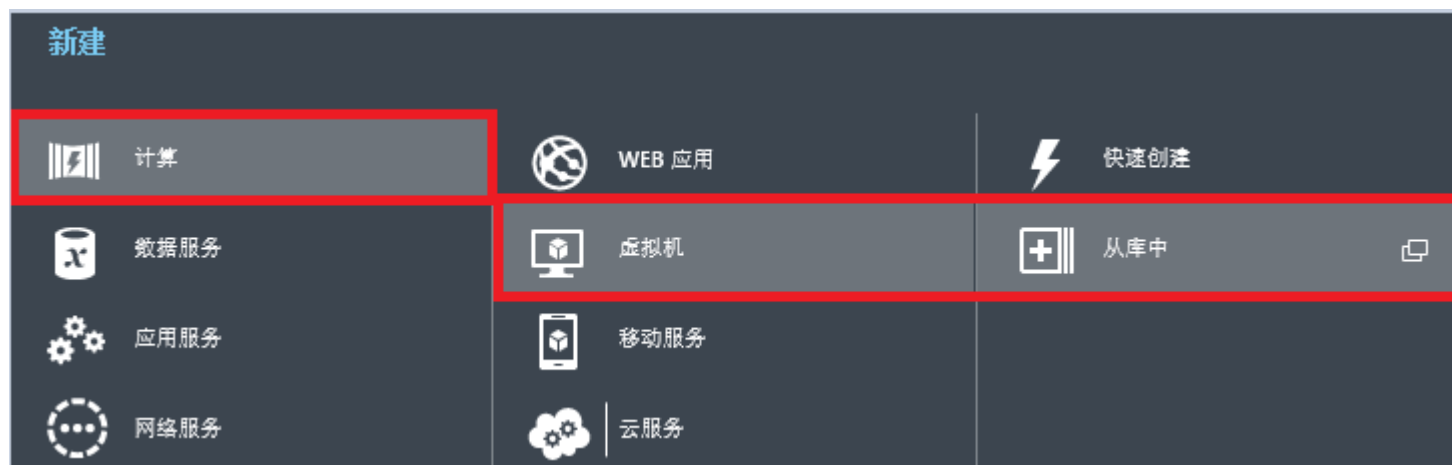 新建
计算
WEB 应用
快速创建
数据服务
虚拟机
从库中
应用服务
移动服务
网络服务
云服务